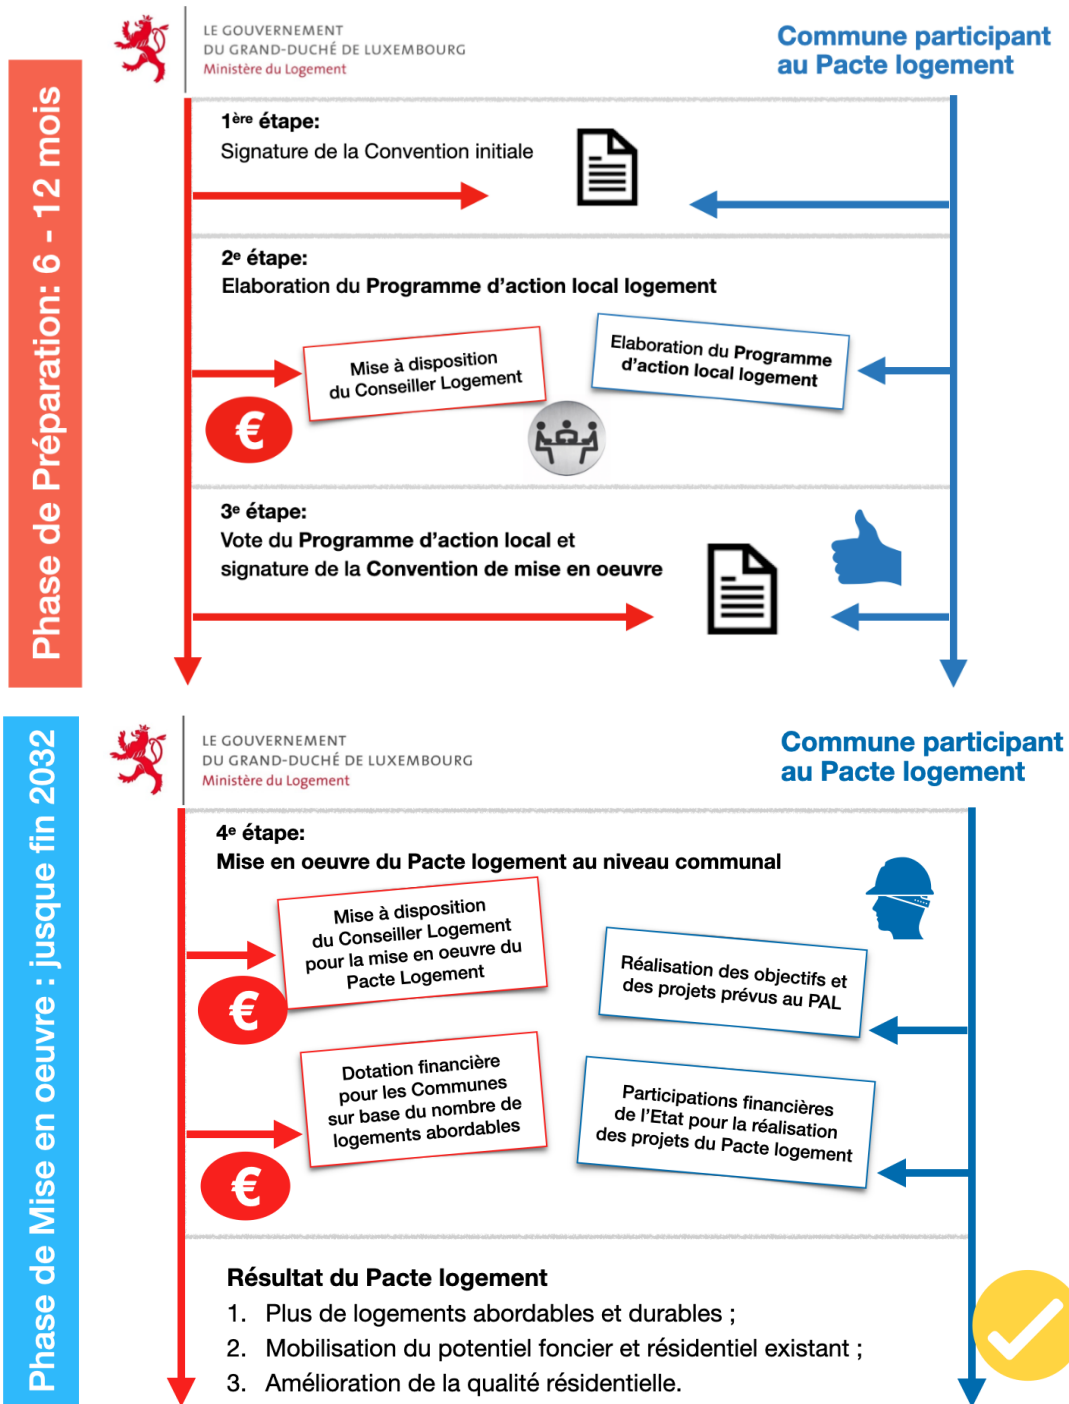 LE GOUVERNEMENT
DU GRAND-DUCHÉ DE LUXEMBOURG
Ministère du Logement
Commune participant
au Pacte logement
Phase de Préparation: 6 - 12 mois
1ère étape:
Signature de la Convention initiale
2e étape:
Elaboration du Programme d'action local logement
Mise à disposition
du Conseiller Logement
€
Elaboration du Programme
d'action local logement
3e étape:
Vote du Programme d'action local et
signature de la Convention de mise en oeuvre
LE GOUVERNEMENT
DU GRAND-DUCHÉ DE LUXEMBOURG
Ministère du Logement
Commune participant
au Pacte logement
Phase de Mise en oeuvre : jusque fin 2032
4e étape:
Mise en oeuvre du Pacte logement au niveau communal
Mise à disposition
du Conseiller Logement
pour la mise en oeuvre du
Pacte Logement
€
Réalisation des objectifs et
des projets prévus au PAL
Dotation financière
pour les Communes
sur base du nombre de
logements abordables
€
Participations financières
de l'Etat pour la réalisation
des projets du Pacte logement
Résultat du Pacte logement
1. Plus de logements abordables et durables ;
2. Mobilisation du potentiel foncier et résidentiel existant ;
3. Amélioration de la qualité résidentielle.